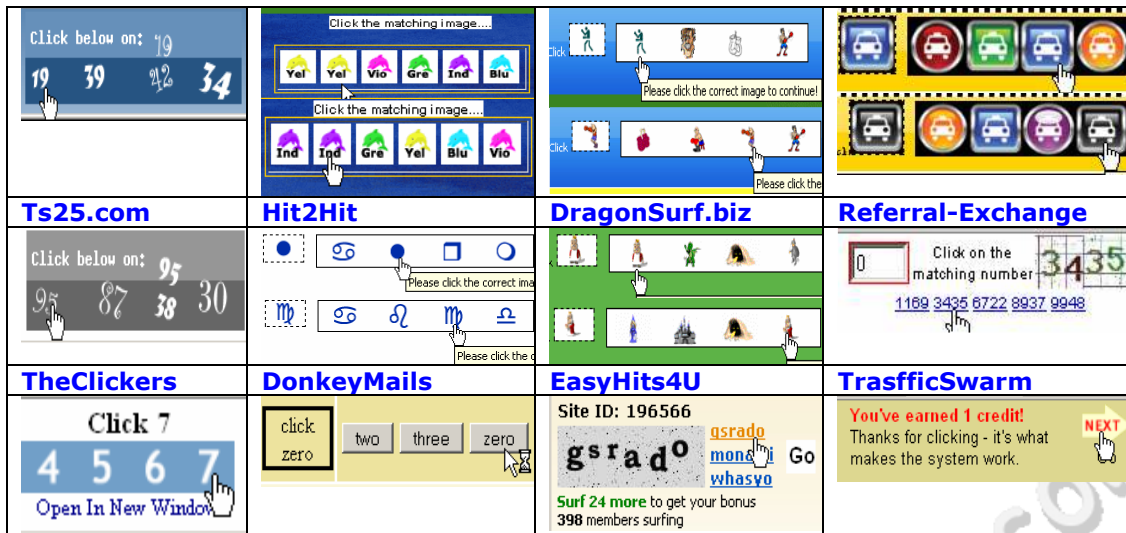 Click below on: 19
19 39 42 34
Click the matching image....
Yel Yel Vio Gre Ind Blu
Click the matching image....
Ind Ind Gre Yel Blu Vio
Click
Please click the correct image to continue!
Click
Please click the
Ts25.com
Hit2Hit
DragonSurf.biz
Referral-Exchange
Click below on: 95
95 87 38 30
Please click the correct ima
Please click the
Click
0
Click on the
matching number
3435
1169 3435 6722 8937 9948
TheClickers
DonkeyMails
EasyHits4U
TrasfficSwarm
Click 7
4 5 6 7
Open In New Window
click
zero
two three zero
Site ID: 196566
gsrado
gsrado
whasyo
Go
Surf 24 more to get your bonus
398 members surfing
You've earned 1 credit!
Thanks for clicking - it's what
makes the system work.
NEXT